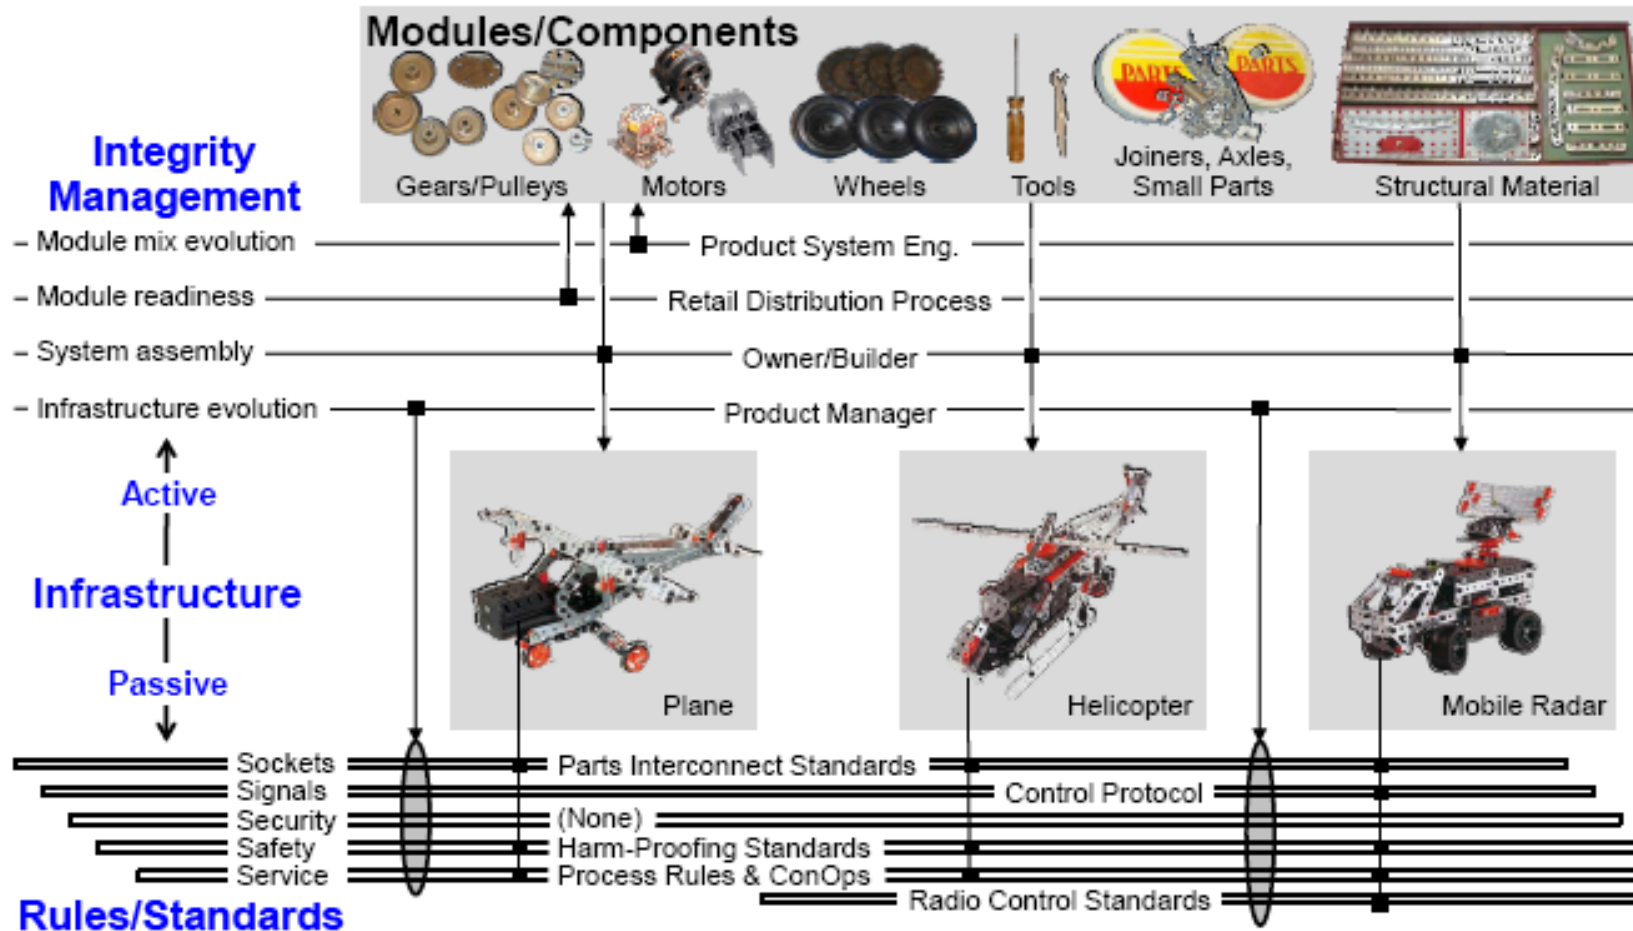 Modules/Components
PARTS
PARTS
Gears/Pulleys
Motors
Wheels
Tools
Joiners, Axles,
Small Parts
Structural Material
Integrity
Management
Module mix evolution
Product System Eng.
Module readiness
Retail Distribution Process
System assembly
Owner/Builder
Infrastructure evolution
Product Manager
Active
Infrastructure
Passive
Plane
Helicopter
Mobile Radar
Sockets
Parts Interconnect Standards
Signals
Control Protocol
Security
(None)
Safety
Harm-Proofing Standards
Service
Process Rules & ConOps
Radio Control Standards
Rules/Standards